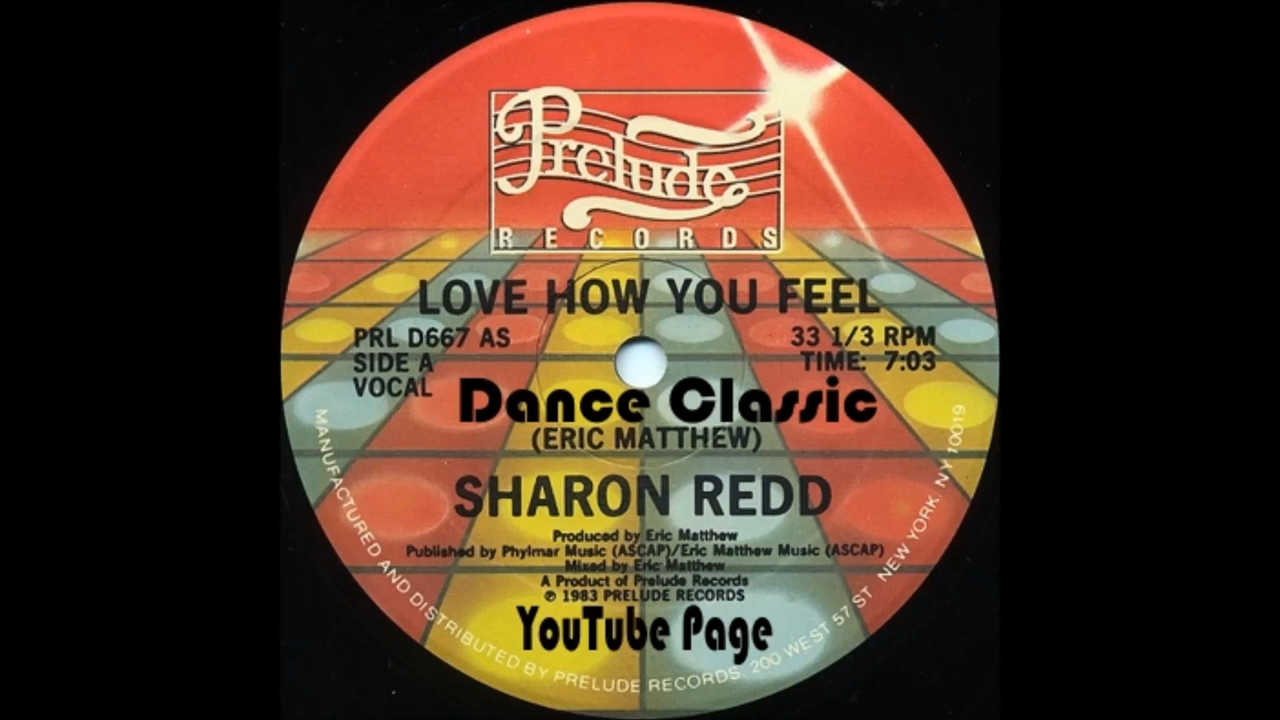 Prelude
RECORDS
LOVE HOW YOU FEEL
PRL D667 AS
SIDE A
VOCAL
33 1/3 RPM
TIME: 7:03
Dance Classic
(ERIC MATTHEW)
SHARON REDD
Produced by Eric Matthew
Published by Phylmar Music (ASCAP)/Eric Matthew Music (ASCAP)
Mixed by Eric Matthew
A Product of Prelude Records
℗ 1983 PRELUDE RECORDS
YouTube Page
MANUFACTURED AND DISTRIBUTED BY PRELUDE RECORDS. 200 WEST 57 ST. NEW YORK. NY 10019